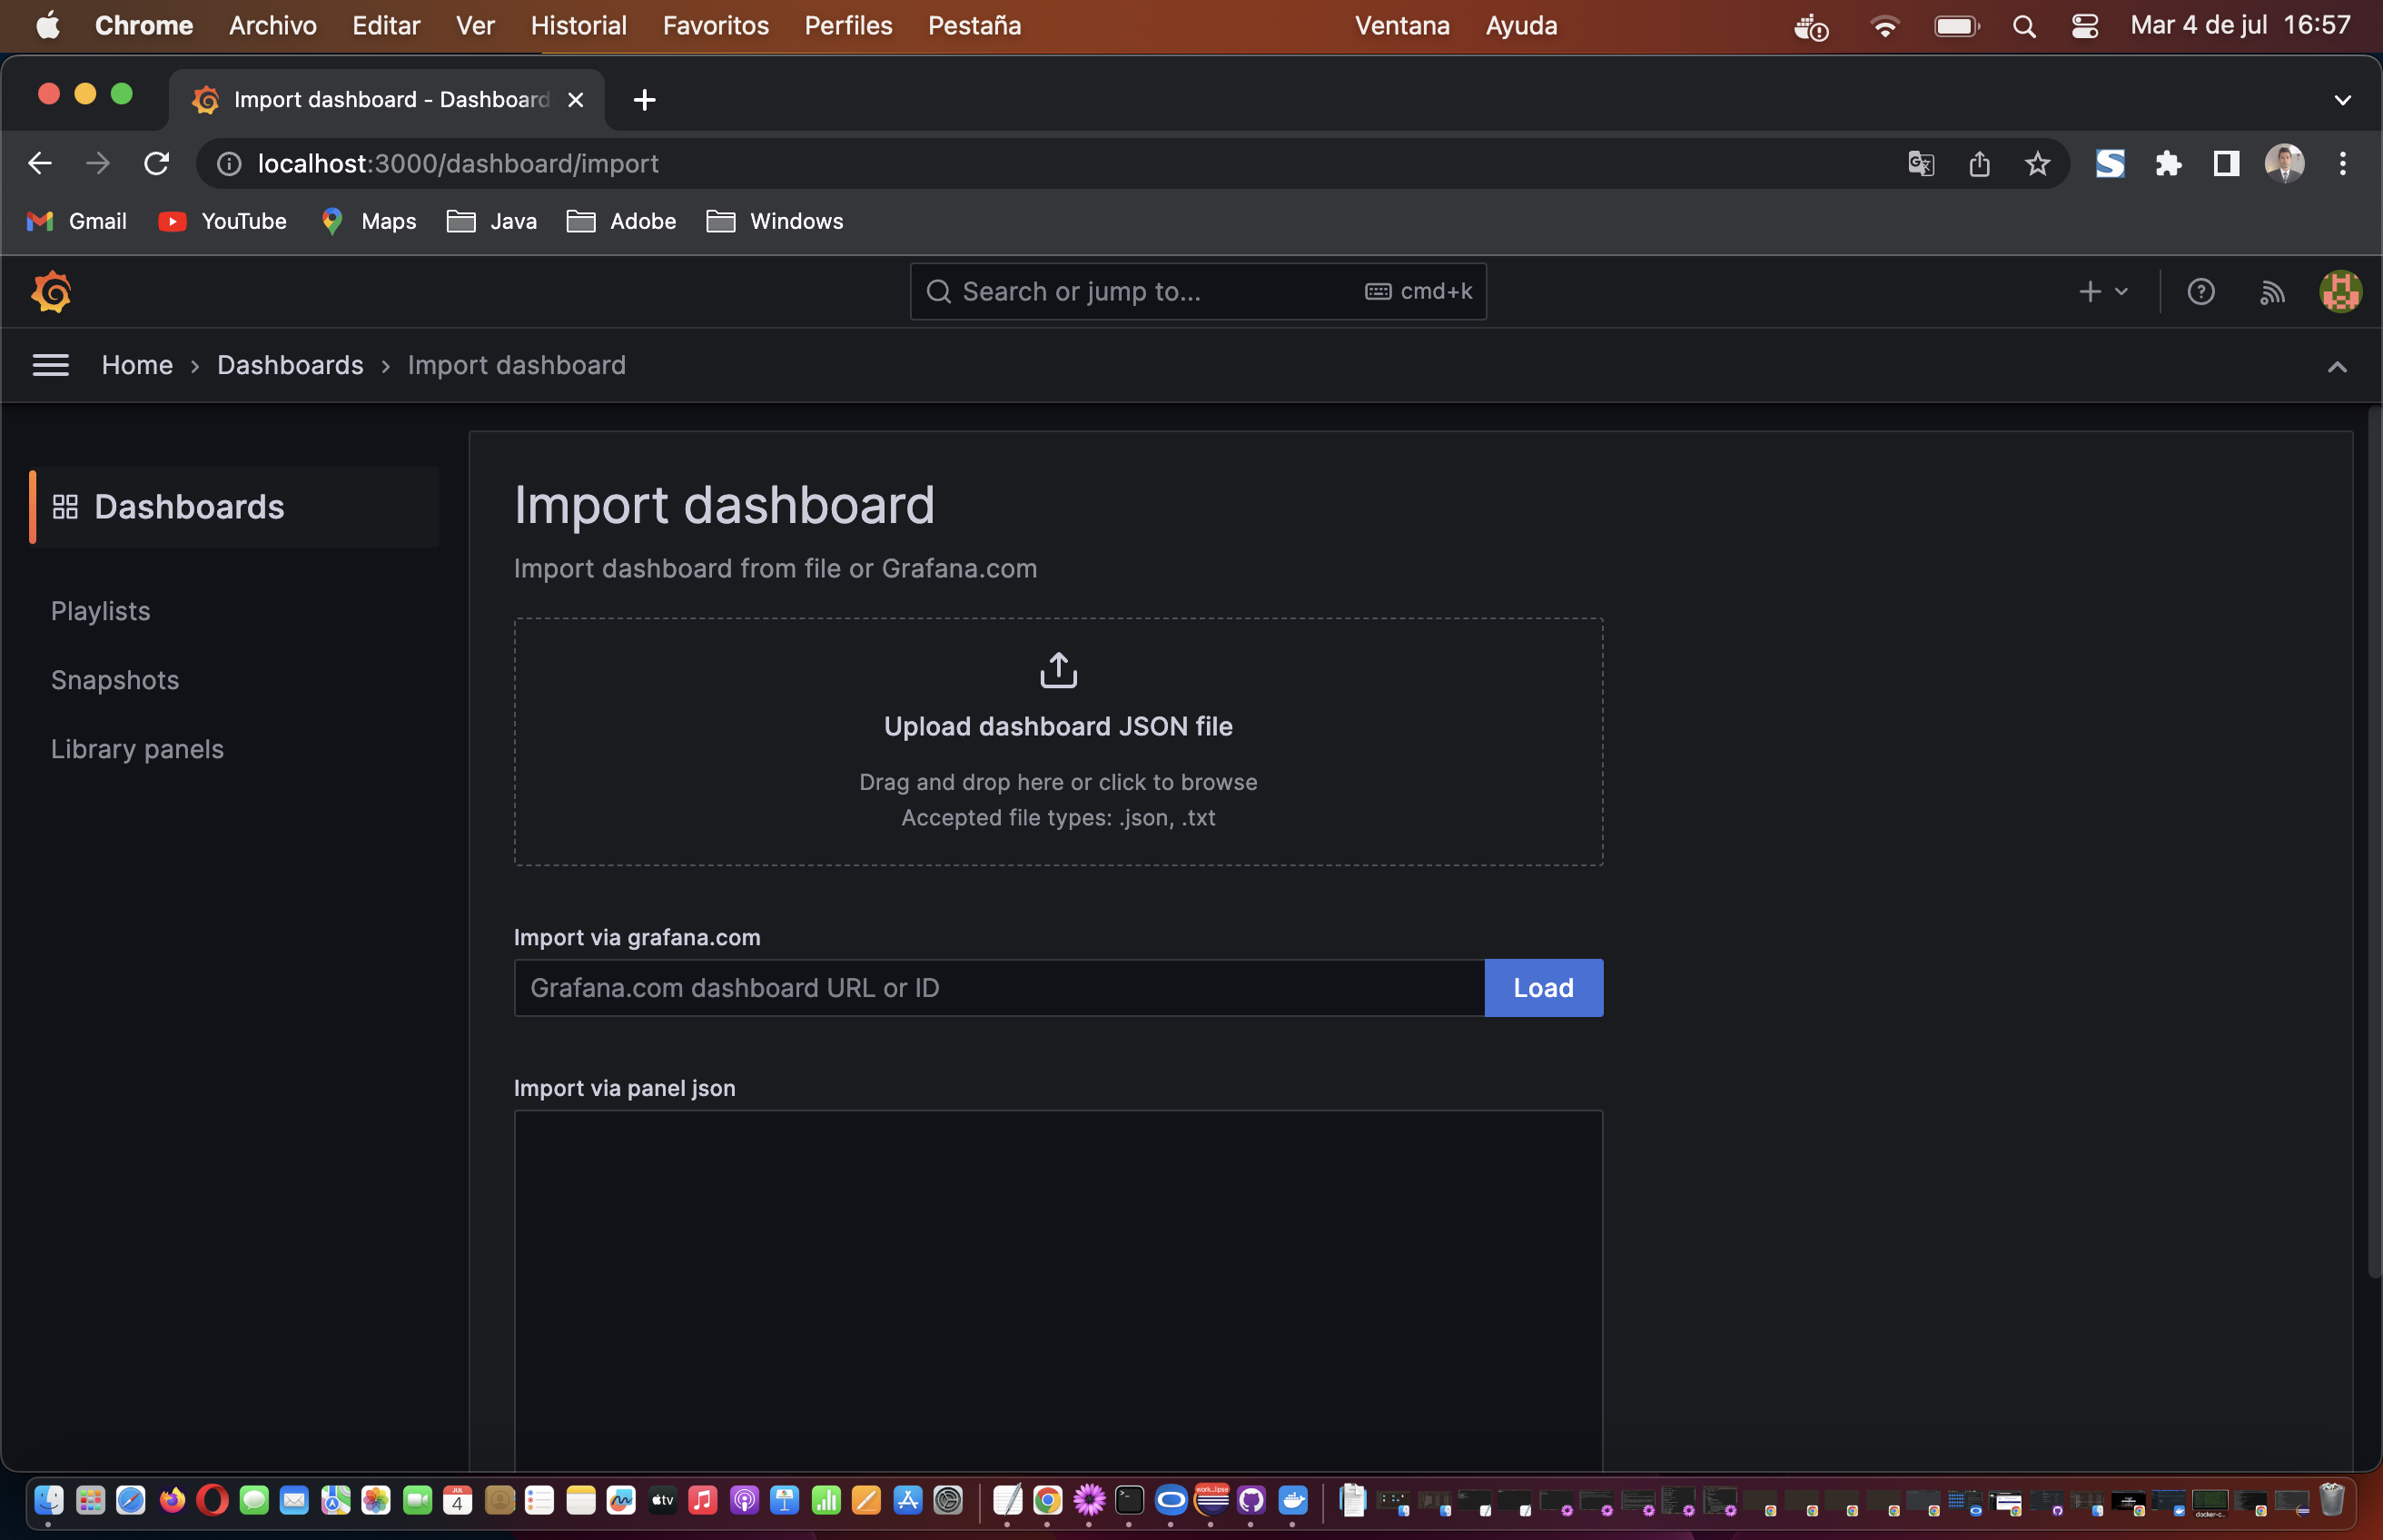 Chrome Archivo Editar Ver Historial Favoritos Perfiles Pestaña Ventana Ayuda Mar 4 de jul 16:57
Import dashboard - Dashboard
localhost:3000/dashboard/import
Gmail YouTube Maps Java Adobe Windows
Search or jump to... cmd+k
Home › Dashboards › Import dashboard
Dashboards
Playlists
Snapshots
Library panels
Import dashboard
Import dashboard from file or Grafana.com
Upload dashboard JSON file
Drag and drop here or click to browse
Accepted file types: .json, .txt
Import via grafana.com
Grafana.com dashboard URL or ID
Load
Import via panel json
JUL
4
tv